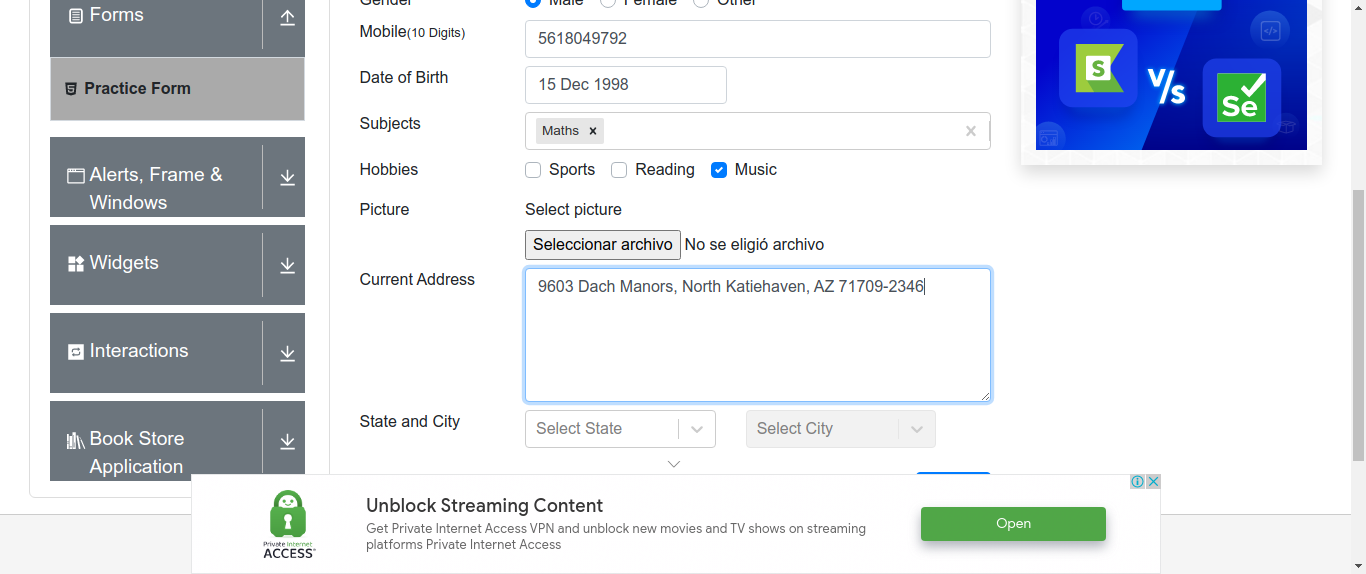 Forms
Practice Form
Alerts, Frame &
Windows
Widgets
Interactions
Book Store
Application
Gender
Male Female Other
Mobile(10 Digits)
5618049792
Date of Birth
15 Dec 1998
Subjects
Maths ×
Hobbies
Sports Reading Music
Picture
Select picture
Seleccionar archivo No se eligió archivo
Current Address
9603 Dach Manors, North Katiehaven, AZ 71709-2346
State and City
Select State
Select City
S
V/s
Se
Private Internet
ACCESS
Unblock Streaming Content
Get Private Internet Access VPN and unblock new movies and TV shows on streaming
platforms Private Internet Access
Open